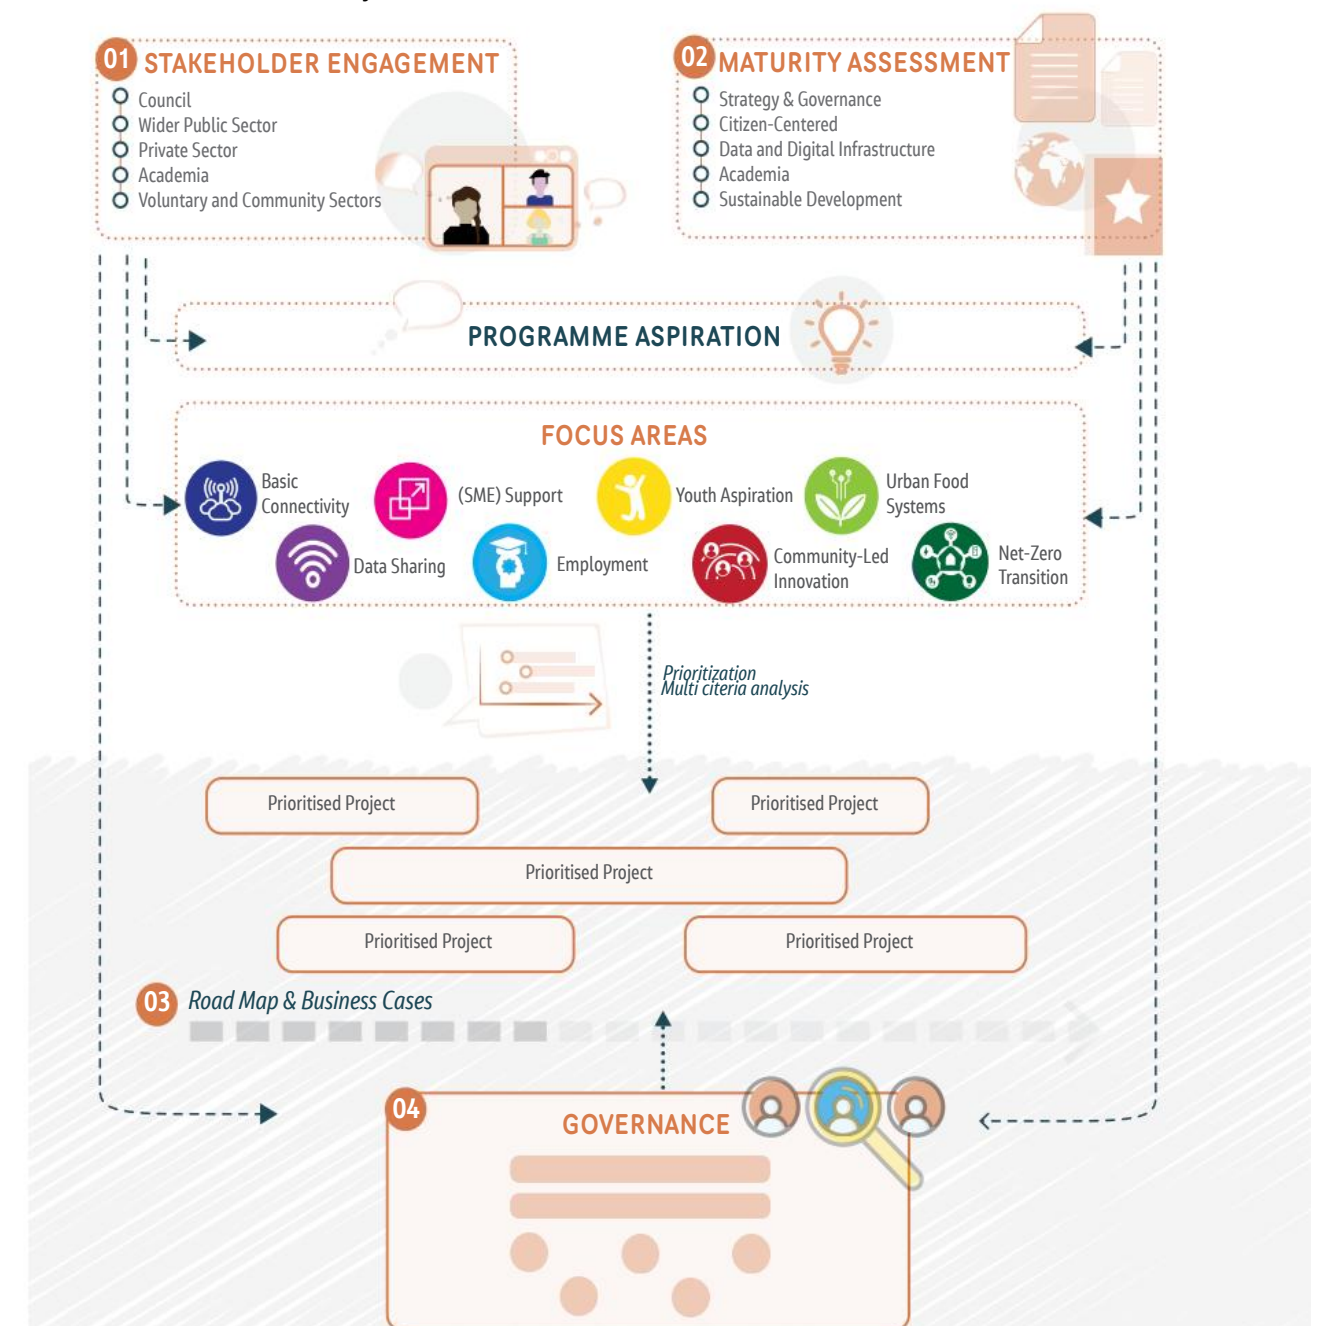 01 STAKEHOLDER ENGAGEMENT
Council
Wider Public Sector
Private Sector
Academia
Voluntary and Community Sectors
02 MATURITY ASSESSMENT
Strategy & Governance
Citizen-Centered
Data and Digital Infrastructure
Academia
Sustainable Development
PROGRAMME ASPIRATION
FOCUS AREAS
Basic
Connectivity
(SME) Support
Youth Aspiration
Urban Food
Systems
Data Sharing
Employment
Community-Led
Innovation
Net-Zero
Transition
Prioritization
Multi citeria analysis
Prioritised Project
Prioritised Project
Prioritised Project
Prioritised Project
Prioritised Project
03 Road Map & Business Cases
04
GOVERNANCE